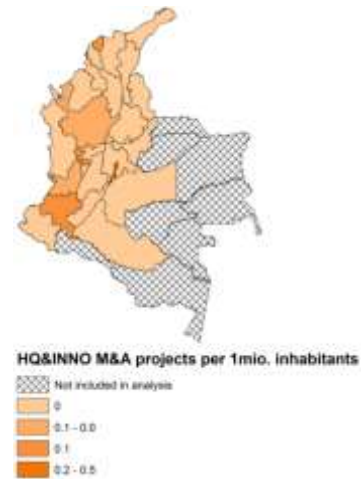 HQ&INNO M&A projects per 1mio. inhabitants
Not included in analysis
0
0.1 - 0.0
0.1
0.2 - 0.5